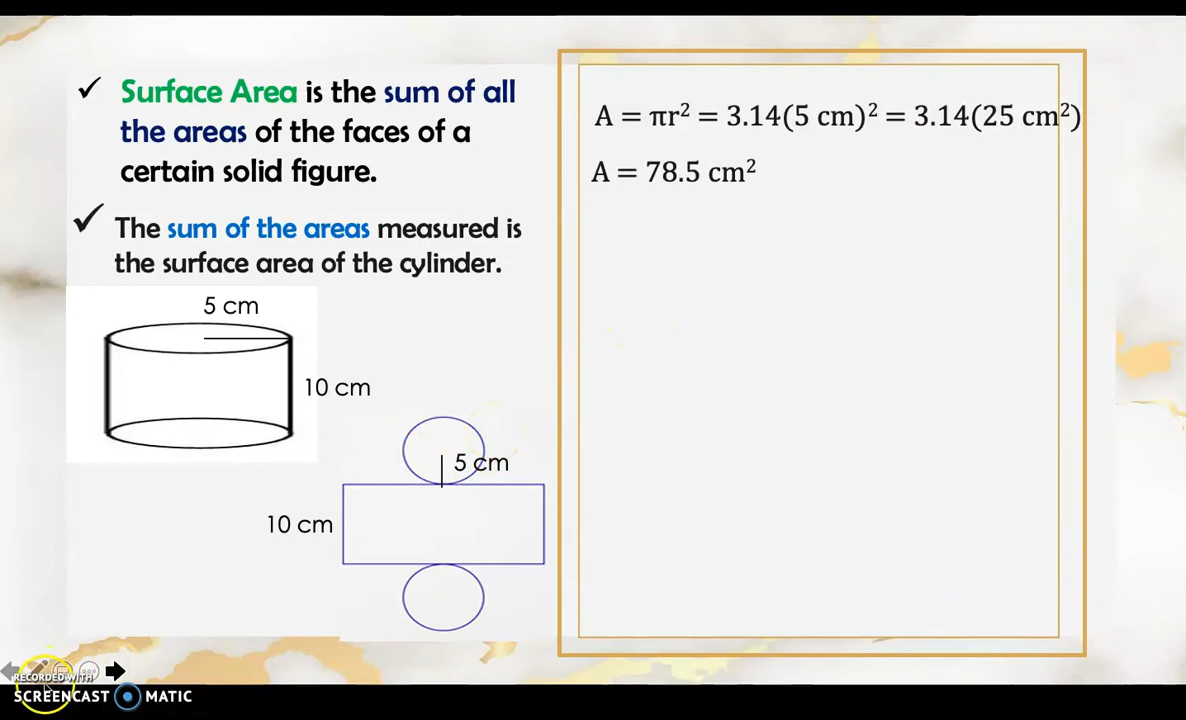 ✓ Surface Area is the sum of all
the areas of the faces of a
certain solid figure.
✓ The sum of the areas measured is
the surface area of the cylinder.
5 cm
10 cm
5 cm
10 cm
A = πr² = 3.14(5 cm)² = 3.14(25 cm²)
A = 78.5 cm²
RECORDED WITH
SCREENCAST MATIC